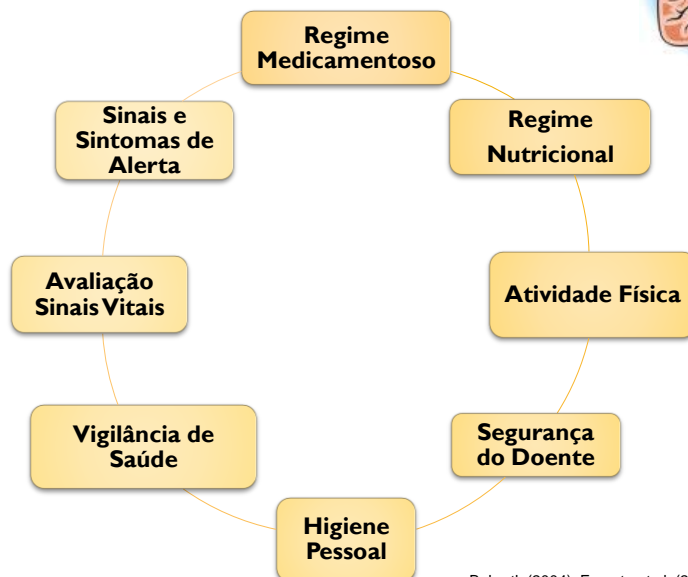 Regime
Medicamentoso
Regime
Nutricional
Atividade Física
Segurança
do Doente
Higiene
Pessoal
Vigilância de
Saúde
Avaliação
Sinais Vitais
Sinais e
Sintomas de
Alerta